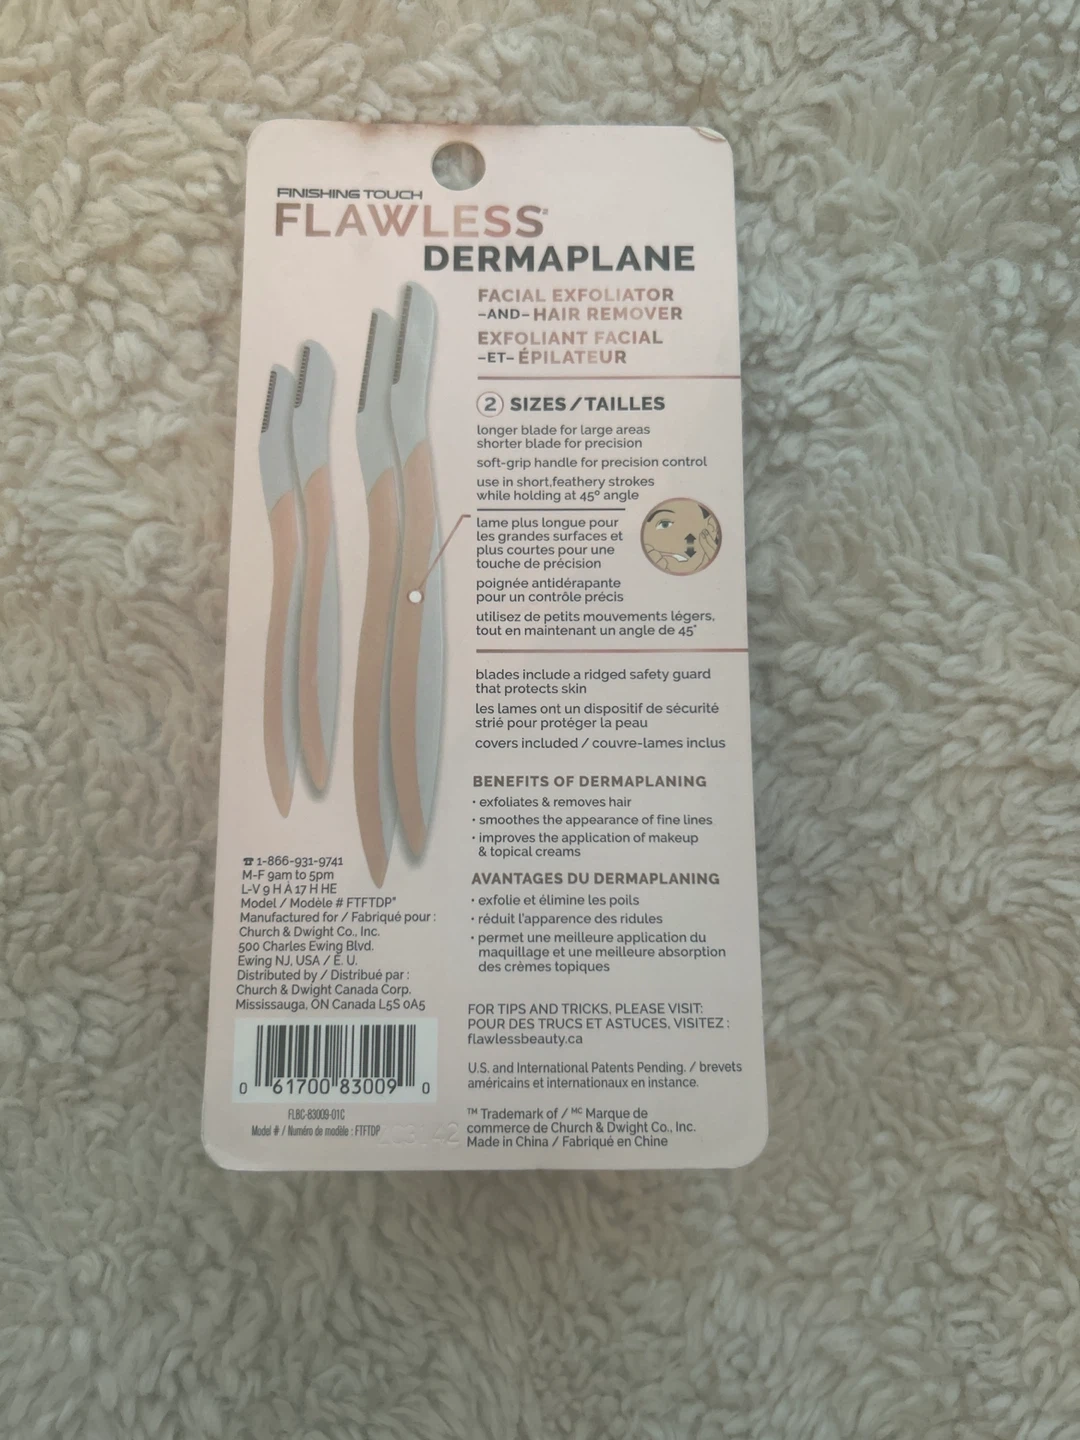 FINISHING TOUCH
FLAWLESS®
DERMAPLANE
FACIAL EXFOLIATOR
-AND- HAIR REMOVER
EXFOLIANT FACIAL
-ET- ÉPILATEUR
2 SIZES/TAILLES
longer blade for large areas
shorter blade for precision
soft-grip handle for precision control
use in short,feathery strokes
while holding at 45° angle
lame plus longue pour
les grandes surfaces et
plus courtes pour une
touche de précision
poignée antidérapante
pour un contrôle précis
utilisez de petits mouvements légers,
tout en maintenant un angle de 45°
blades include a ridged safety guard
that protects skin
les lames ont un dispositif de sécurité
strié pour protéger la peau
covers included / couvre-lames inclus
BENEFITS OF DERMAPLANING
• exfoliates & removes hair
• smoothes the appearance of fine lines
• improves the application of makeup
& topical creams
AVANTAGES DU DERMAPLANING
• exfolie et élimine les poils
• réduit l'apparence des ridules
• permet une meilleure application du
maquillage et une meilleure absorption
des crèmes topiques
FOR TIPS AND TRICKS, PLEASE VISIT:
POUR DES TRUCS ET ASTUCES, VISITEZ :
flawlessbeauty.ca
U.S. and International Patents Pending. / brevets
américains et internationaux en instance.
™ Trademark of / MC Marque de
commerce de Church & Dwight Co., Inc.
Made in China / Fabriqué en Chine
☎ 1-866-931-9741
M-F 9am to 5pm
L-V 9 H À 17 H HE
Model / Modèle # FTFTDP*
Manufactured for / Fabriqué pour :
Church & Dwight Co., Inc.
500 Charles Ewing Blvd.
Ewing NJ, USA / É. U.
Distributed by / Distribué par :
Church & Dwight Canada Corp.
Mississauga, ON Canada L5S 0A5
0 61700 83009 0
FLBC-83009-01C
Model # / Numéro de modèle : FTFTDP